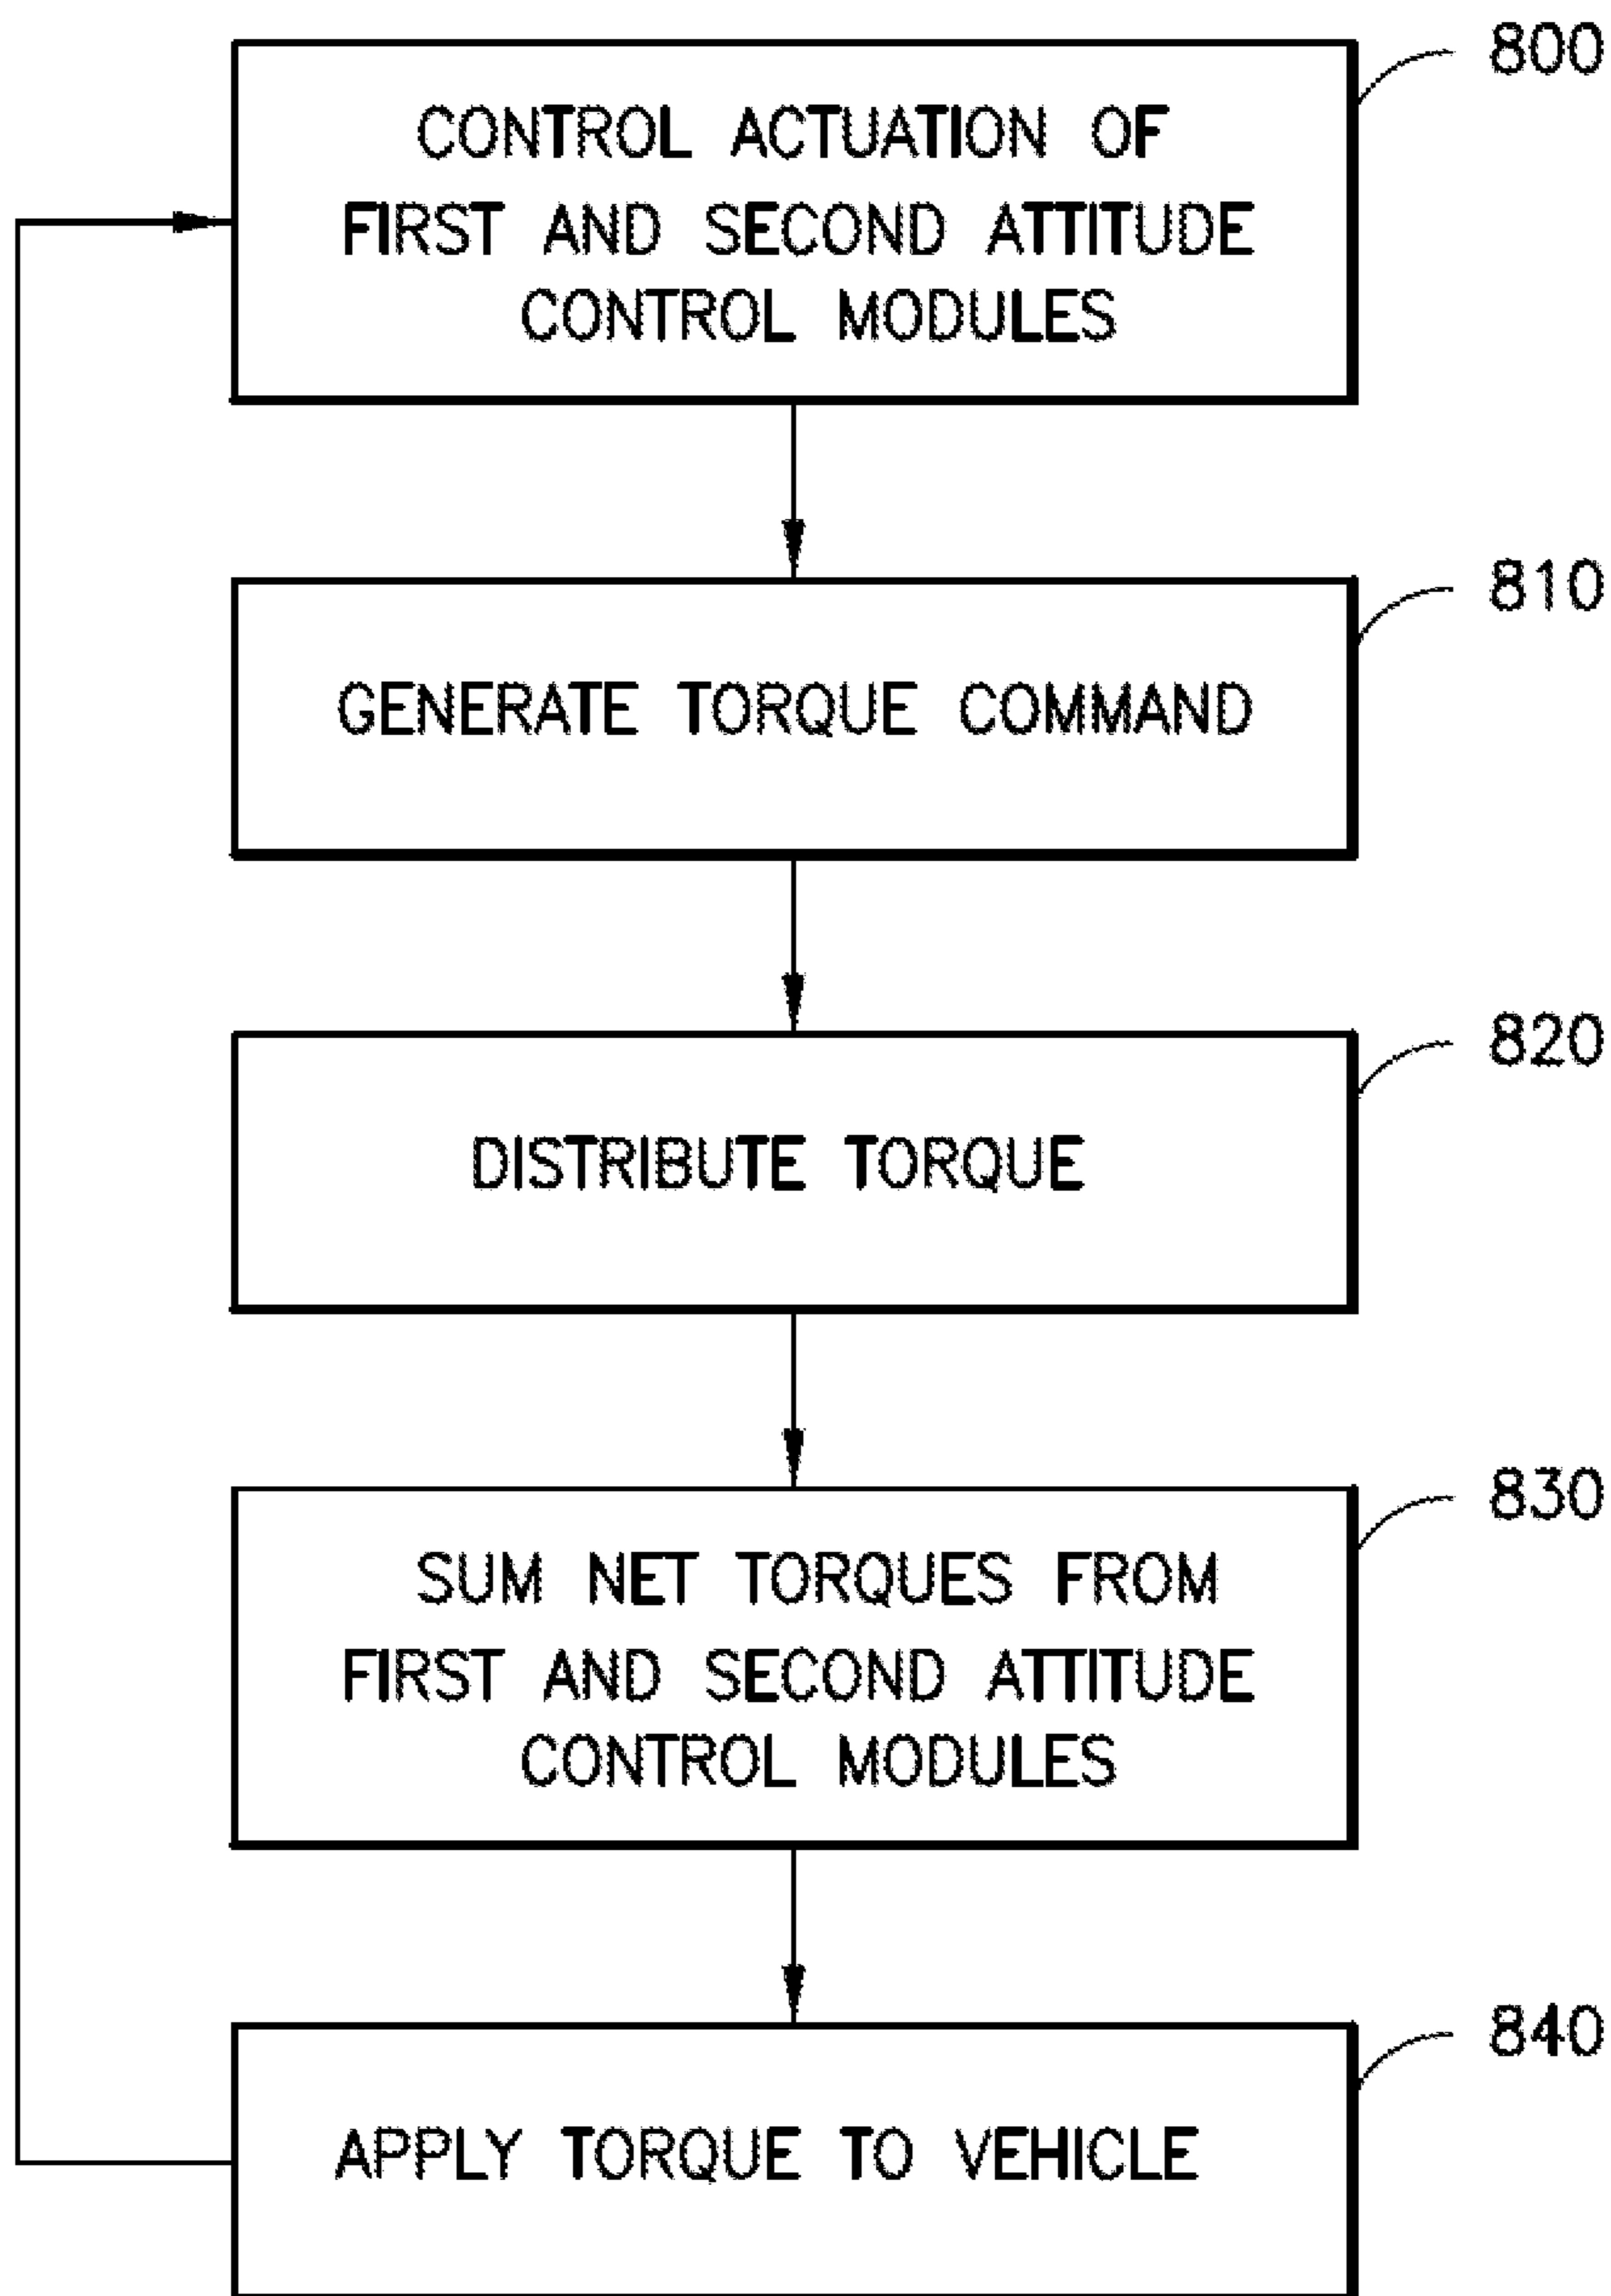 800
CONTROL ACTUATION OF
FIRST AND SECOND ATTITUDE
CONTROL MODULES
810
GENERATE TORQUE COMMAND
820
DISTRIBUTE TORQUE
830
SUM NET TORQUES FROM
FIRST AND SECOND ATTITUDE
CONTROL MODULES
840
APPLY TORQUE TO VEHICLE